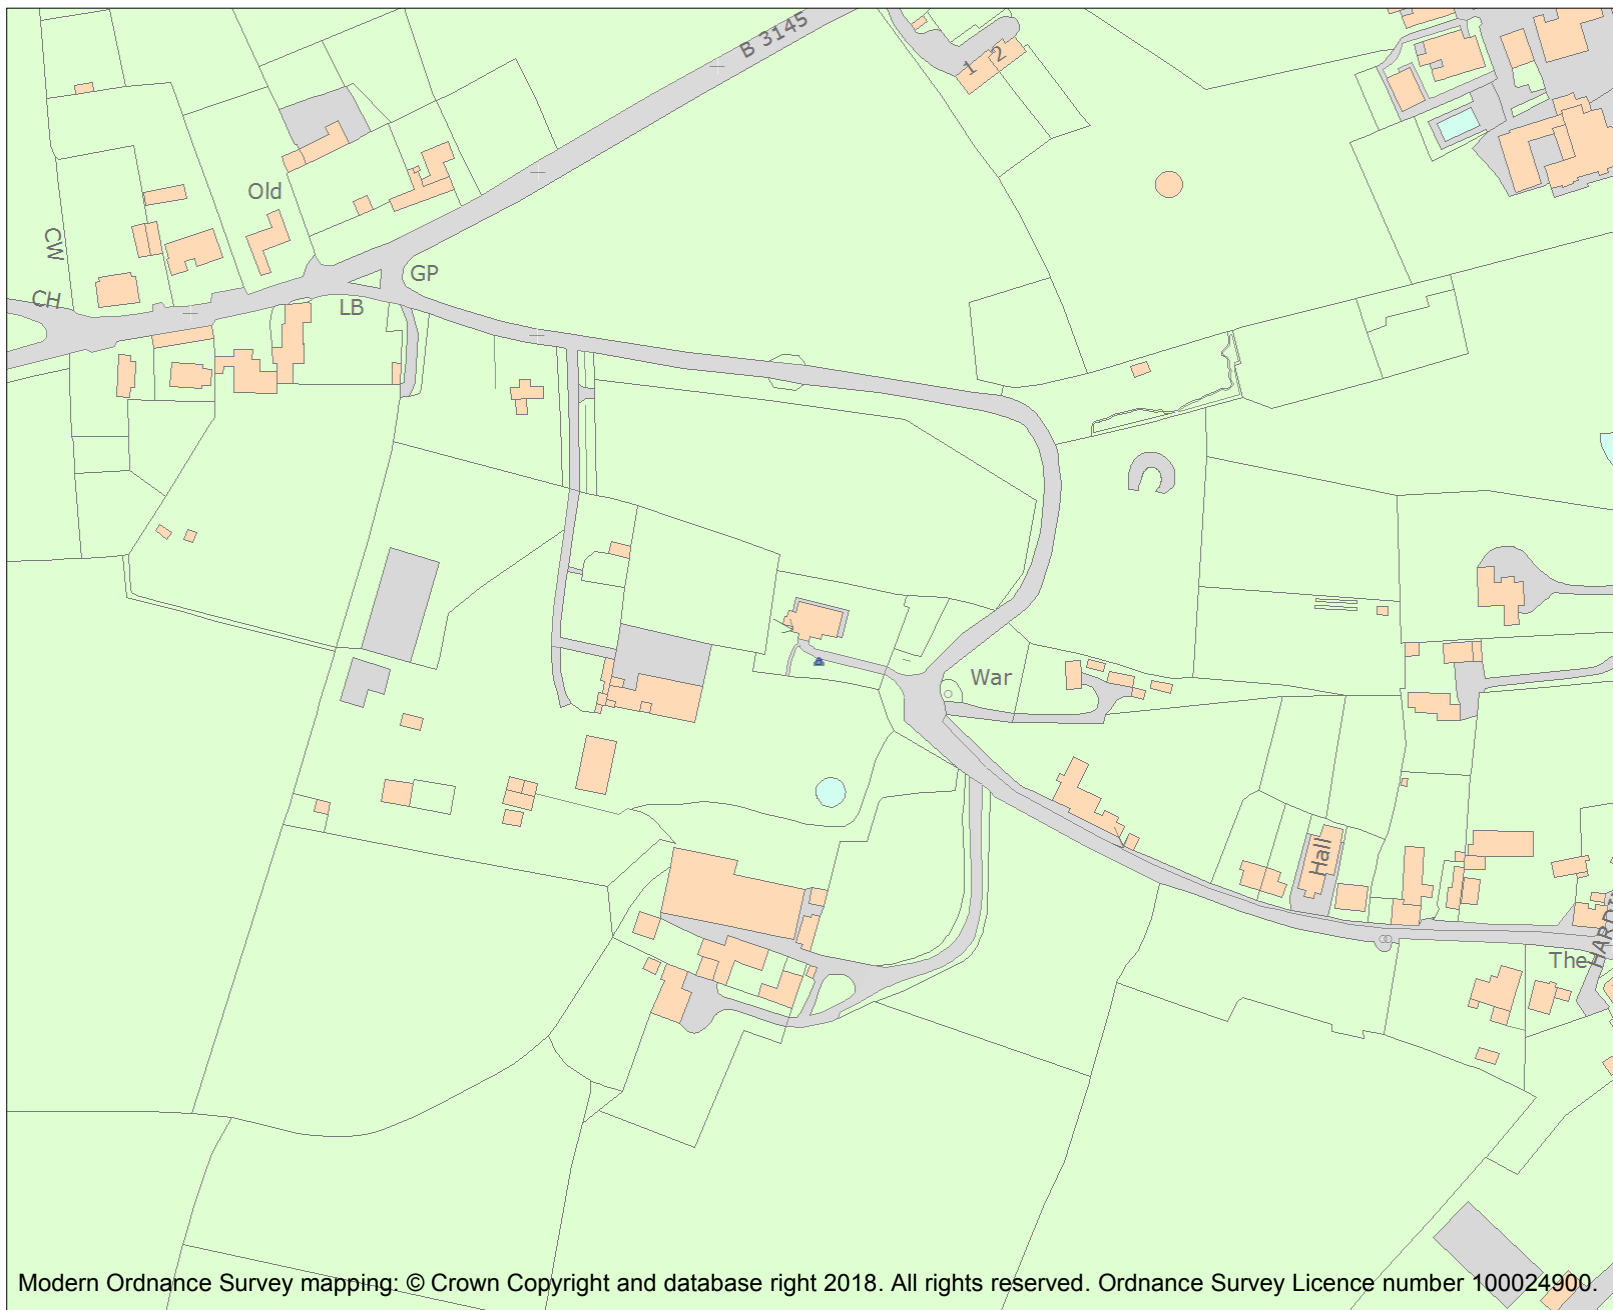 B 3145
1
2
Old
CW
GP
CH
LB
War
Hall
The
Modern Ordnance Survey mapping: © Crown Copyright and database right 2018. All rights reserved. Ordnance Survey Licence number 100024900.